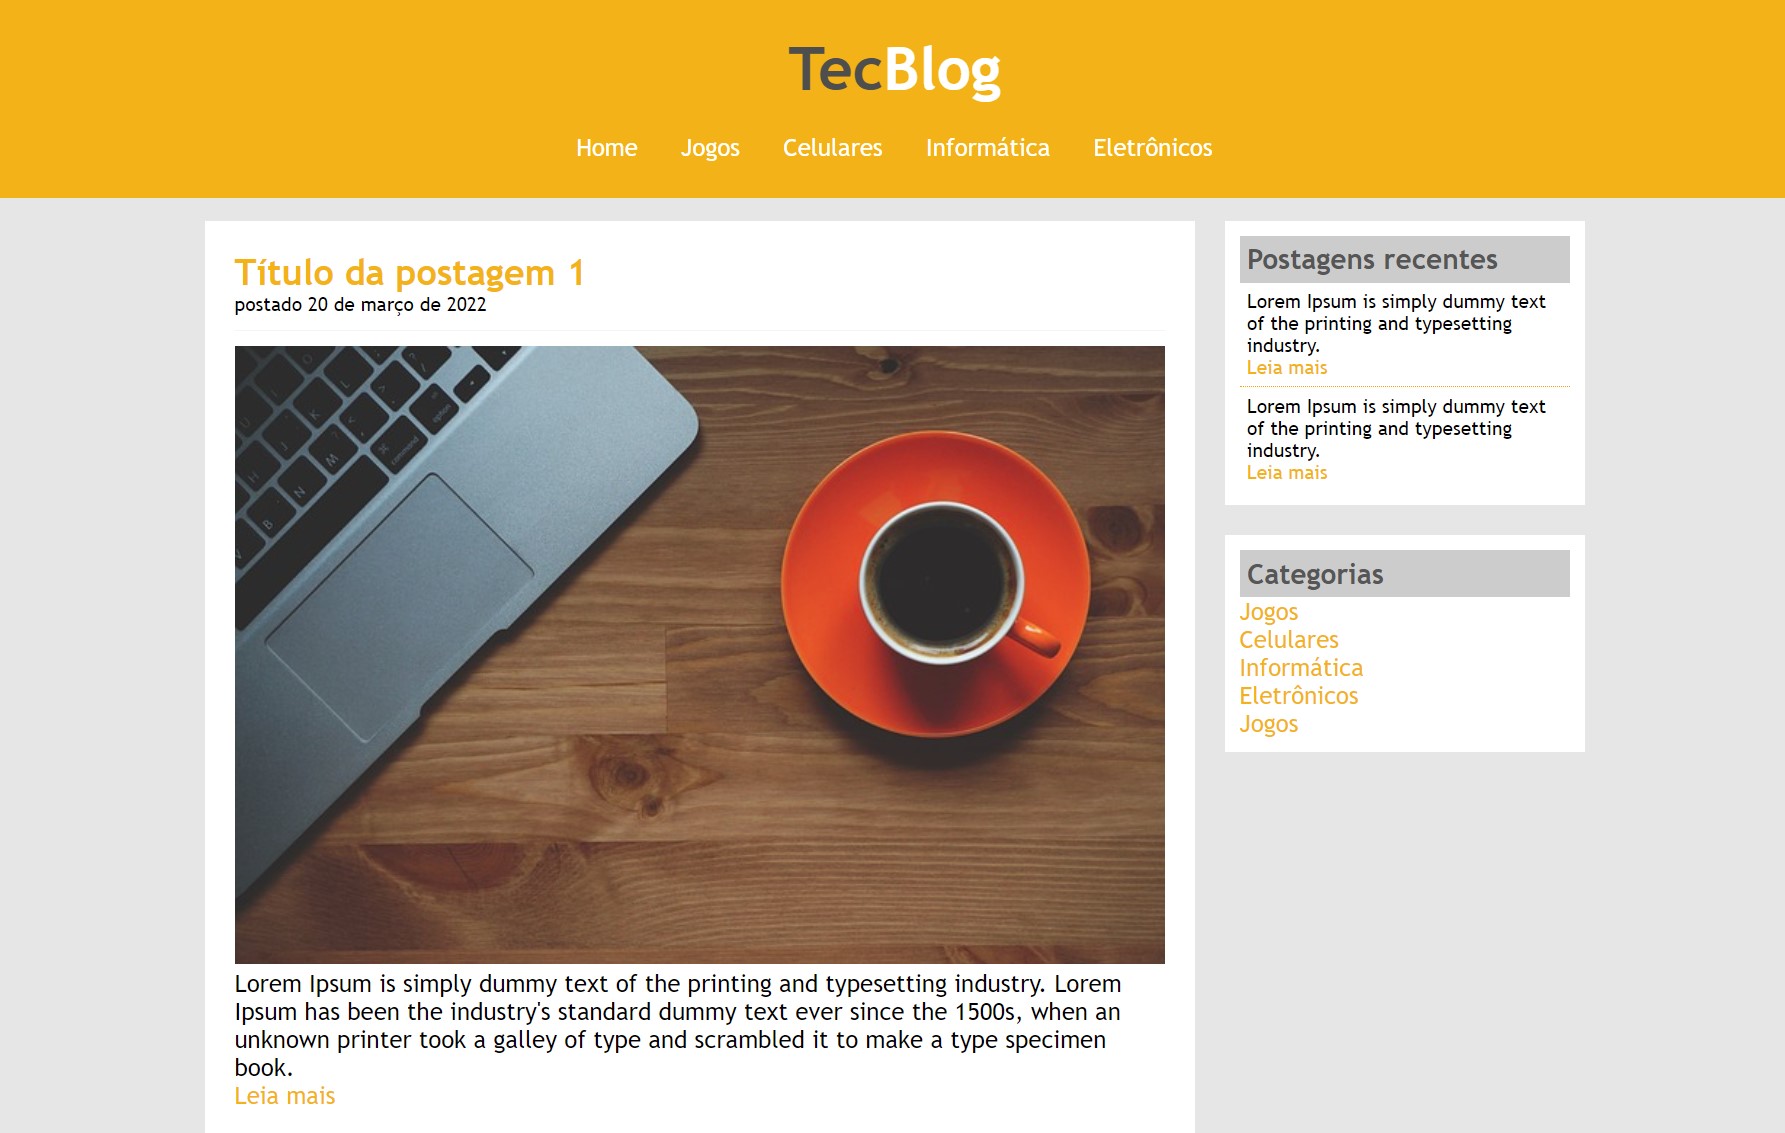 TecBlog
Home Jogos Celulares Informática Eletrônicos
Título da postagem 1
postado 20 de março de 2022
command
option
Lorem Ipsum is simply dummy text of the printing and typesetting industry. Lorem
Ipsum has been the industry's standard dummy text ever since the 1500s, when an
unknown printer took a galley of type and scrambled it to make a type specimen
book.
Leia mais
Postagens recentes
Lorem Ipsum is simply dummy text
of the printing and typesetting
industry.
Leia mais
Lorem Ipsum is simply dummy text
of the printing and typesetting
industry.
Leia mais
Categorias
Jogos
Celulares
Informática
Eletrônicos
Jogos